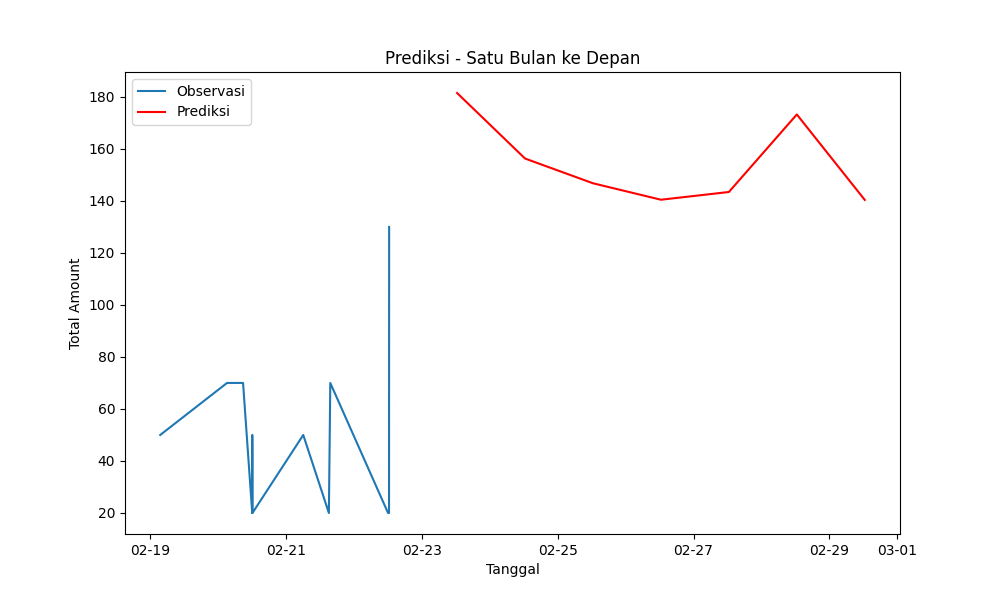 Prediksi - Satu Bulan ke Depan
Observasi
Prediksi
Total Amount
180
160
140
120
100
80
60
40
20
02-19 02-21 02-23 02-25 02-27 02-29 03-01
Tanggal